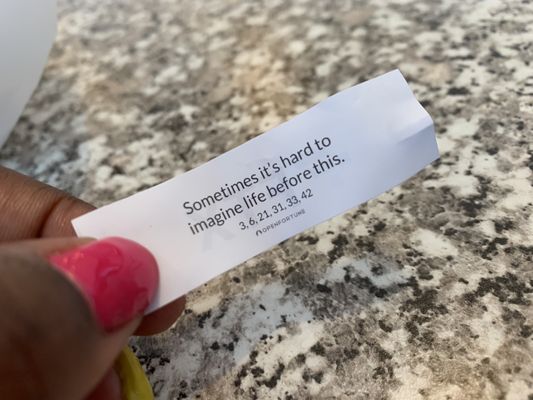 Sometimes it's hard to
imagine life before this.
3, 6, 21, 31, 33, 42
OPENFORTUNE